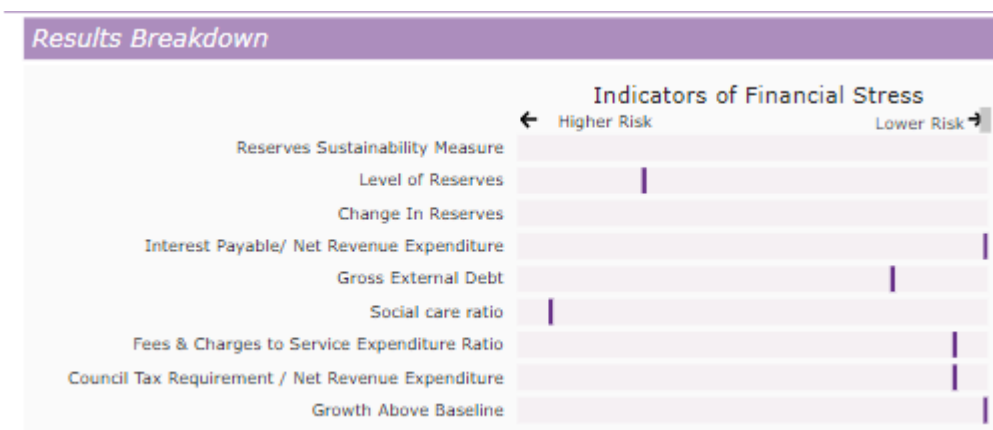 Results Breakdown
Indicators of Financial Stress
← Higher Risk Lower Risk →
Reserves Sustainability Measure
Level of Reserves
Change In Reserves
Interest Payable/ Net Revenue Expenditure
Gross External Debt
Social care ratio
Fees & Charges to Service Expenditure Ratio
Council Tax Requirement / Net Revenue Expenditure
Growth Above Baseline